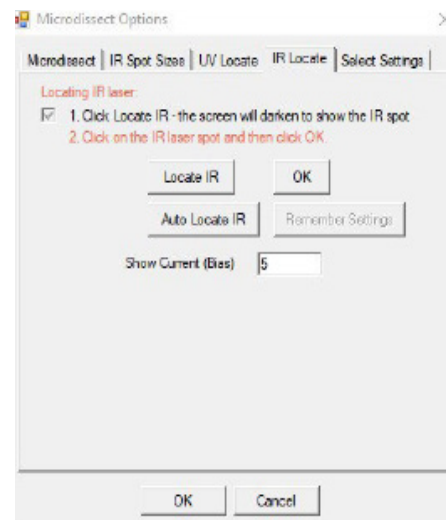 Microdissect Options
Microdissect IR Spot Sizes UV Locate IR Locate Select Settings
Locating IR laser:
1. Click Locate IR - the screen will darken to show the IR spot
2. Click on the IR laser spot and then click OK.
Locate IR OK
Auto Locate IR Remember Settings
Show Current (Bias) 5
OK Cancel